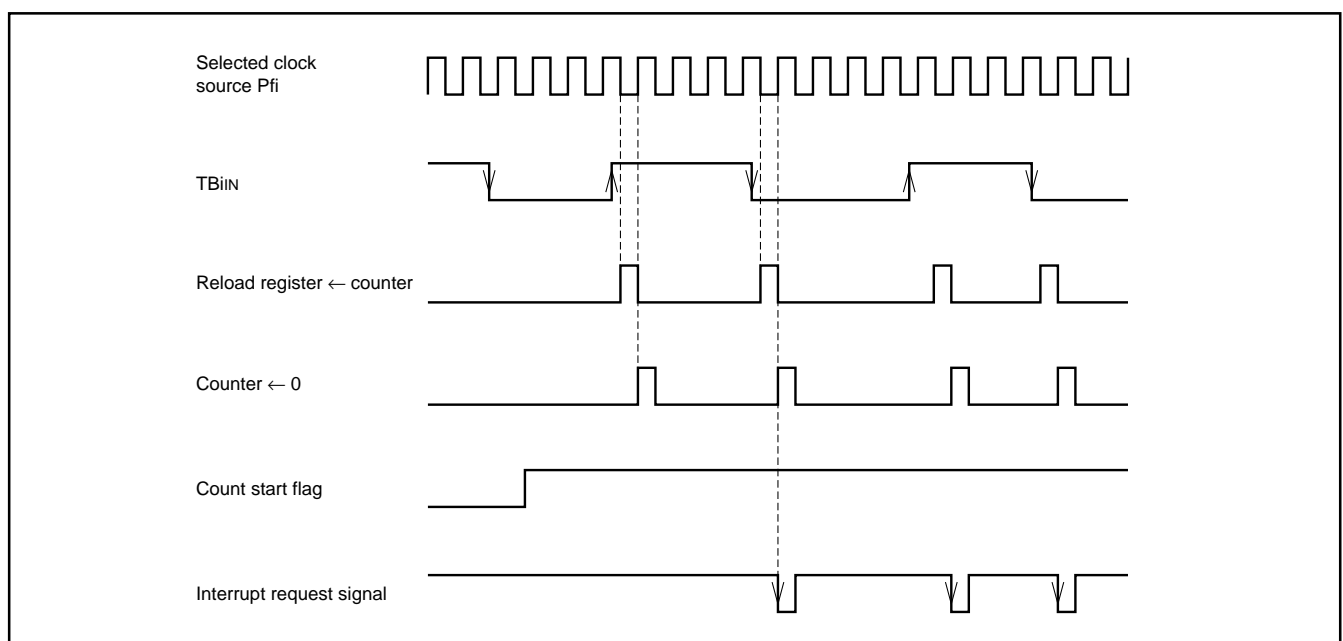 Selected clock
source Pfi
TBiIN
Reload register ← counter
Counter ← 0
Count start flag
Interrupt request signal